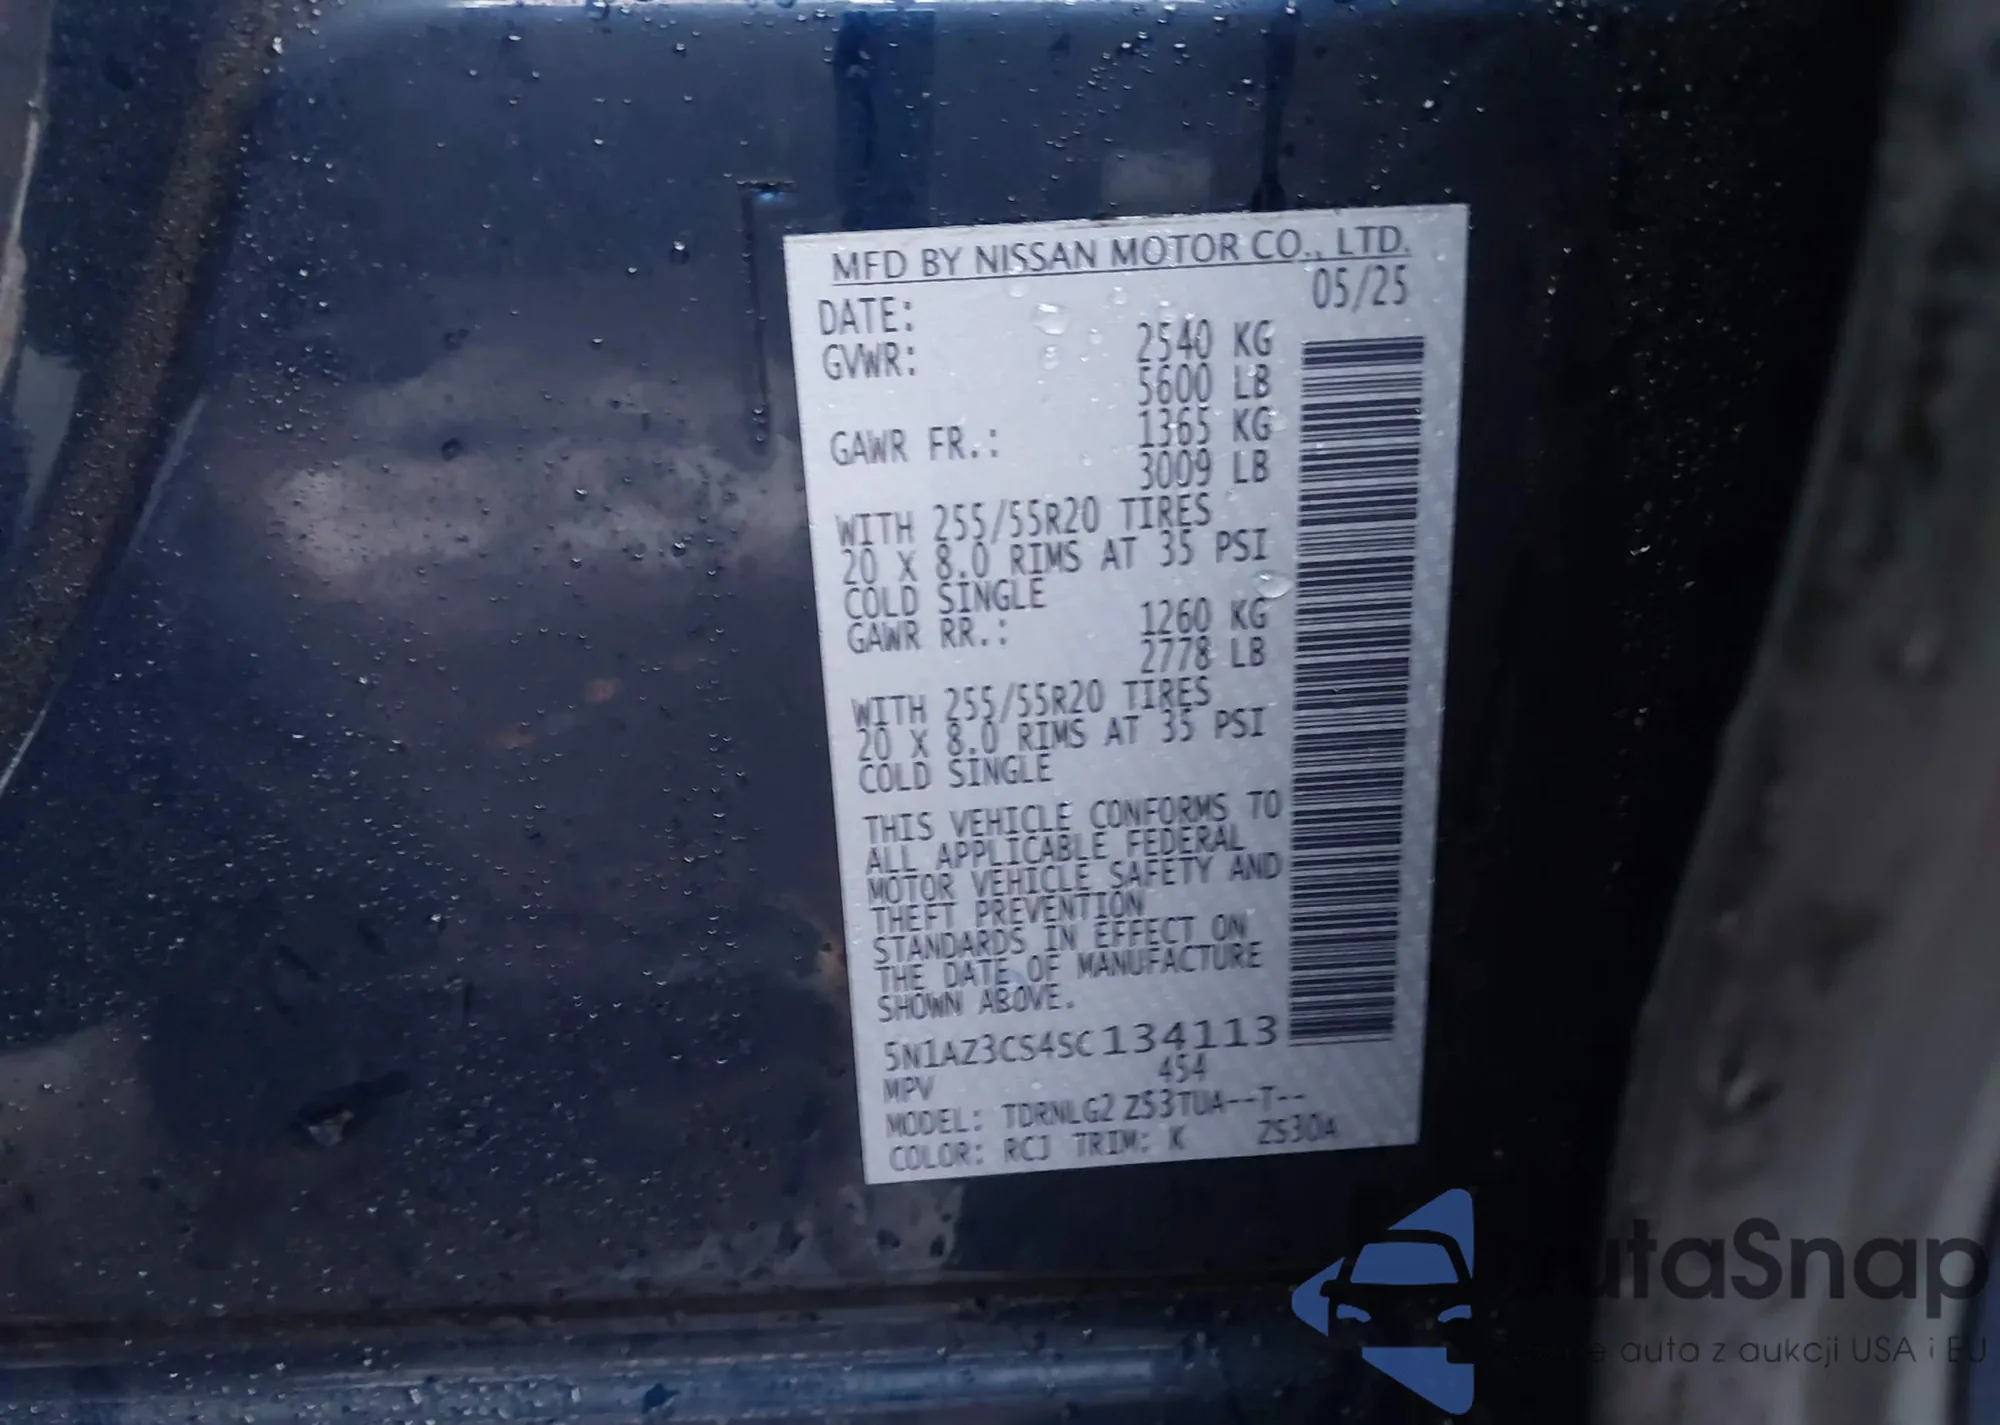 MFD BY NISSAN MOTOR CO., LTD.
DATE: 05/25
GVWR: 2540 KG
5600 LB
GAWR FR.: 1365 KG
3009 LB
WITH 255/55R20 TIRES
20 X 8.0 RIMS AT 35 PSI
COLD SINGLE
GAWR RR.: 1260 KG
2778 LB
WITH 255/55R20 TIRES
20 X 8.0 RIMS AT 35 PSI
COLD SINGLE
THIS VEHICLE CONFORMS TO
ALL APPLICABLE FEDERAL
MOTOR VEHICLE SAFETY AND
THEFT PREVENTION
STANDARDS IN EFFECT ON
THE DATE OF MANUFACTURE
SHOWN ABOVE.
5N1AZ3CS4SC134113
MPV 454
MODEL: TDRNLG2 ZS3TUA--T--
COLOR: RCJ TRIM: K ZS30A
utaSnap
auto z aukcji USA i EU